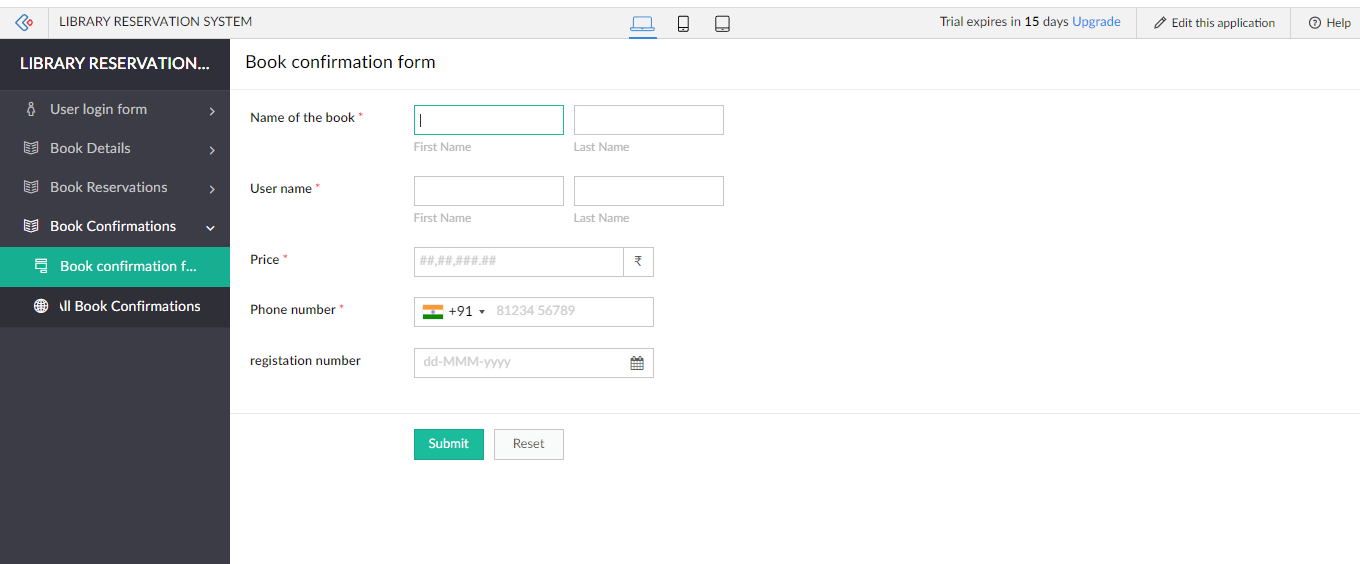 LIBRARY RESERVATION SYSTEM
Trial expires in 15 days Upgrade
Edit this application
Help
LIBRARY RESERVATION...
User login form
Book Details
Book Reservations
Book Confirmations
Book confirmation f...
All Book Confirmations
Book confirmation form
Name of the book *
First Name Last Name
User name *
First Name Last Name
Price * ##,##,###.## ₹
Phone number * +91 81234 56789
registation number dd-MMM-yyyy
Submit Reset